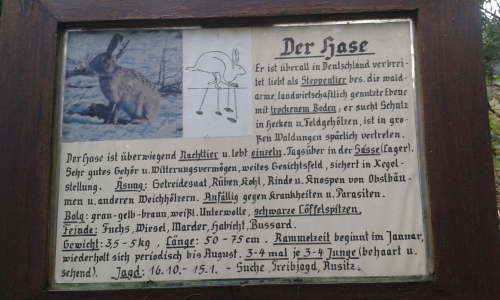 Der Hase
Er ist überall in Deutschland verbrei-
tet, liebt als Steppentier bes. die wald-
arme, landwirtschaftlich genutzte Ebene
mit trockenem Boden, er sucht Schutz
in Hecken u. Feldgehölzen, ist in gro-
ßen Waldungen spärlich vertreten.
Der Hase ist überwiegend Nachttier u. lebt einzeln. Tagsüber in der Sasse (Lager).
Sehr gutes Gehör u. Witterungsvermögen, weites Gesichtsfeld, sichert in Kegel-
stellung. Äsung: Getreidesaat, Rüben, Kohl, Rinde u. Knospen von Obstbäu-
men u. anderen Weichhölzern. Anfällig gegen Krankheiten u. Parasiten.
Balg: grau-gelb-braun, weißl. Unterwolle, schwarze Löffelspitzen.
Feinde: Fuchs, Wiesel, Marder, Habicht, Bussard.
Gewicht: 3,5-5 kg, Länge: 50-75 cm. Rammelzeit beginnt im Januar,
wiederholt sich periodisch bis August. 3-4 mal je 3-4 Junge (behaart u.
sehend). Jagd: 16.10.-15.1. - Suche, Treibjagd, Ansitz.